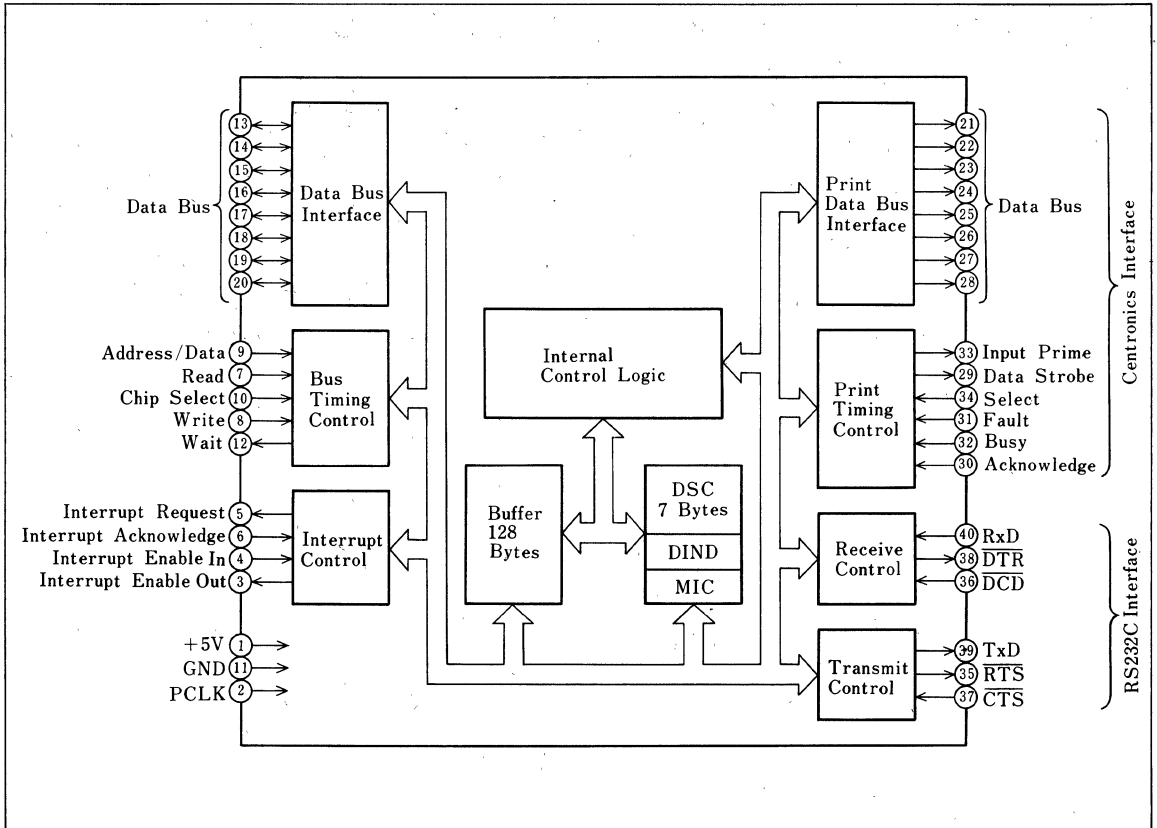 13
14
15
16
17
18
19
20
Data Bus
Data Bus
Interface
Address/Data 9
Read 7
Chip Select 10
Write 8
Wait 12
Bus
Timing
Control
Interrupt Request 5
Interrupt Acknowledge 6
Interrupt Enable In 4
Interrupt Enable Out 3
Interrupt
Control
+5V 1
GND 11
PCLK 2
Internal
Control Logic
Buffer
128
Bytes
DSC
7 Bytes
DIND
MIC
Print
Data Bus
Interface
21
22
23
24
25
26
27
28
Data Bus
Print
Timing
Control
33 Input Prime
29 Data Strobe
34 Select
31 Fault
32 Busy
30 Acknowledge
Centronics Interface
Receive
Control
40 RxD
38 D̅T̅R̅
36 D̅C̅D̅
Transmit
Control
39 TxD
35 R̅T̅S̅
37 C̅T̅S̅
RS232C Interface